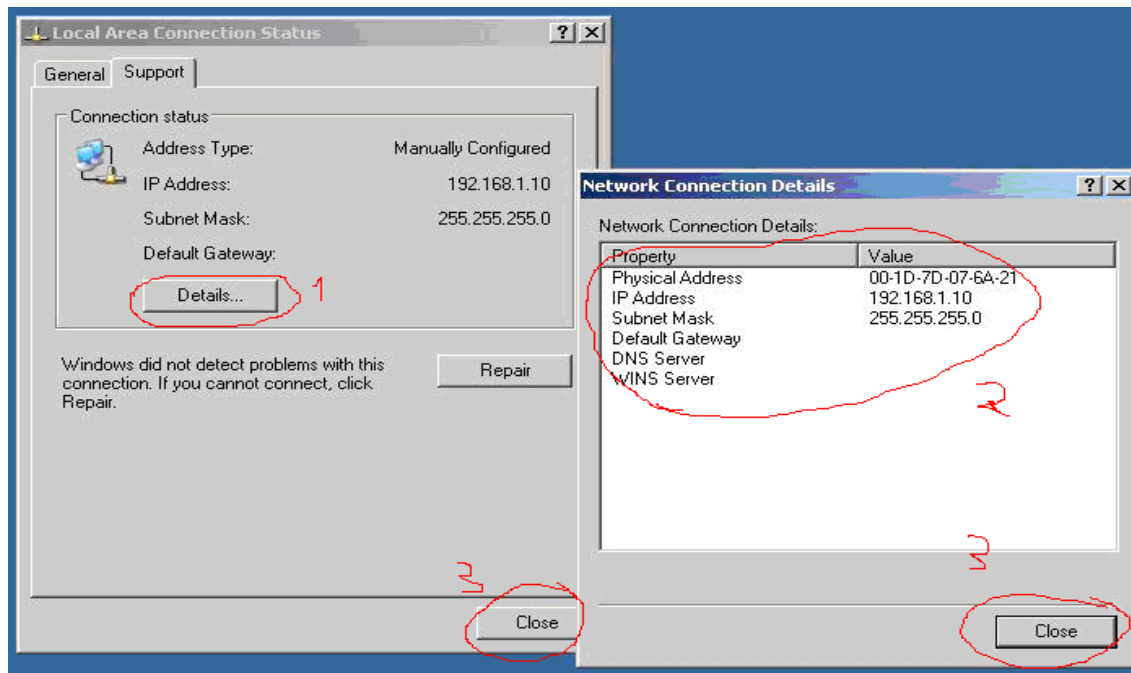 Local Area Connection Status
General Support
Connection status
Address Type: Manually Configured
IP Address: 192.168.1.10
Subnet Mask: 255.255.255.0
Default Gateway:
Details... 1
Windows did not detect problems with this
connection. If you cannot connect, click
Repair.
Repair
3
Close
Network Connection Details
Network Connection Details:
Property Value
Physical Address 00-1D-7D-07-6A-21
IP Address 192.168.1.10
Subnet Mask 255.255.255.0
Default Gateway
DNS Server
WINS Server
2
3
Close